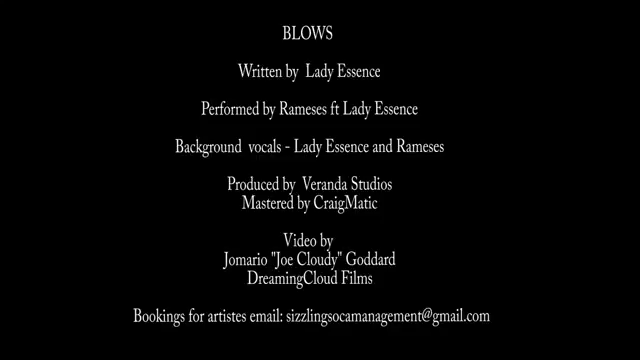 BLOWS
Written by Lady Essence
Performed by Rameses ft Lady Essence
Background vocals - Lady Essence and Rameses
Produced by Veranda Studios
Mastered by CraigMatic
Video by
Jomario "Joe Cloudy" Goddard
DreamingCloud Films
Bookings for artistes email: sizzlingsocamanagement@gmail.com